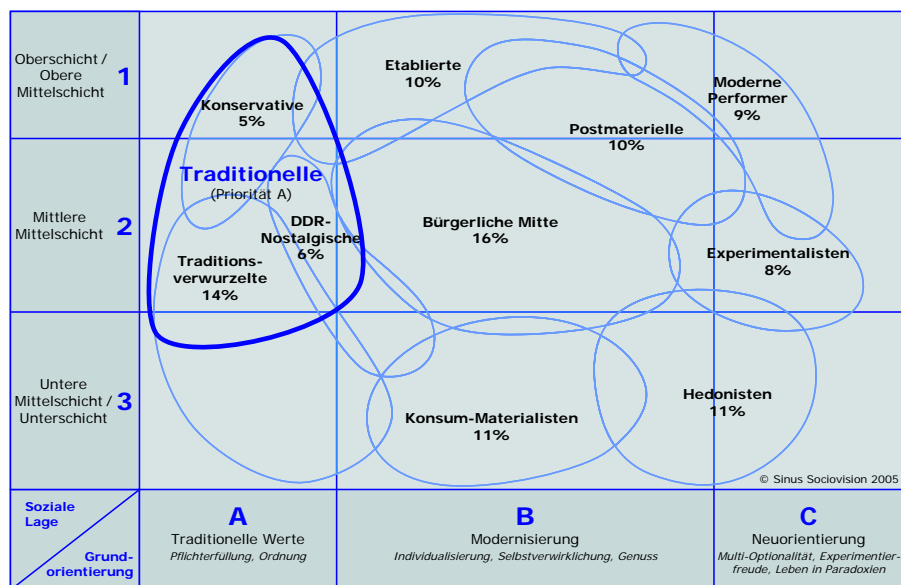 Oberschicht /
Obere
Mittelschicht
1
Konservative
5%
Etablierte
10%
Postmaterielle
10%
Moderne
Performer
9%
Mittlere
Mittelschicht
2
Traditionelle
(Priorität A)
DDR-
Nostalgische
6%
Traditions-
verwurzelte
14%
Bürgerliche Mitte
16%
Experimentalisten
8%
Untere
Mittelschicht /
Unterschicht
3
Konsum-Materialisten
11%
Hedonisten
11%
© Sinus Sociovision 2005
Soziale
Lage
Grund-
orientierung
A
Traditionelle Werte
Pflichterfüllung, Ordnung
B
Modernisierung
Individualisierung, Selbstverwirklichung, Genuss
C
Neuorientierung
Multi-Optionalität, Experimentier-
freude, Leben in Paradoxien